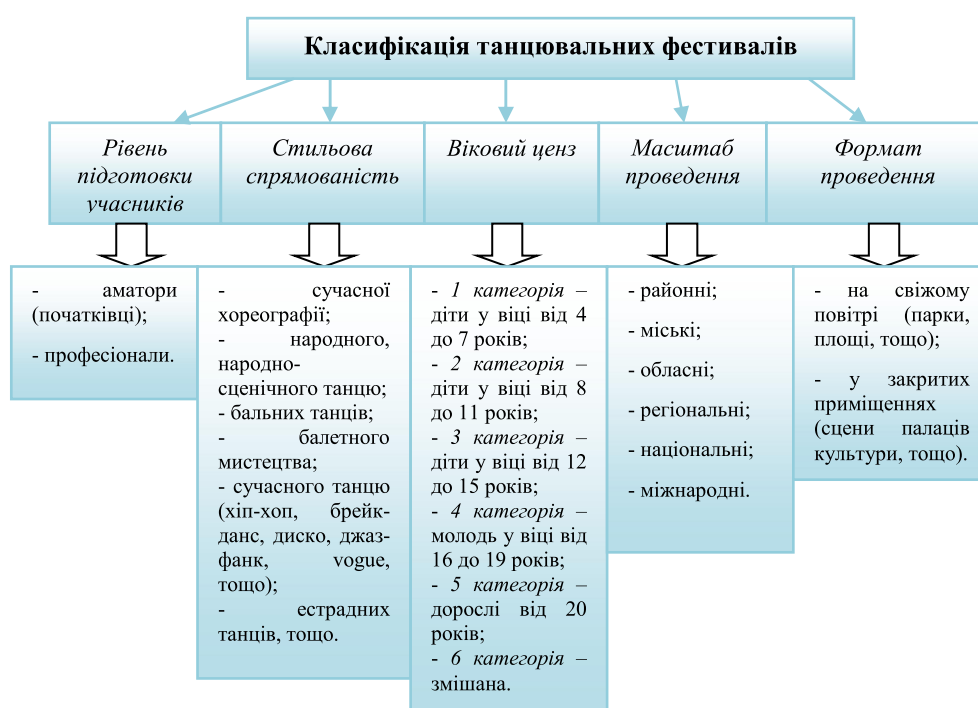 Класифікація танцювальних фестивалів
Рівень
підготовки
учасників
Стильова
спрямованість
Віковий ценз
Масштаб
проведення
Формат
проведення
- аматори
(початківці);
- професіонали.
- сучасної
хореографії;
- народного,
народно-
сценічного танцю;
- бальних танців;
- балетного
мистецтва;
- сучасного танцю
(хіп-хоп, брейк-
данс, диско, джаз-
фанк, vogue,
тощо);
- естрадних
танців, тощо.
- 1 категорія –
діти у віці від 4
до 7 років;
- 2 категорія –
діти у віці від 8
до 11 років;
- 3 категорія –
діти у віці від 12
до 15 років;
- 4 категорія –
молодь у віці від
16 до 19 років;
- 5 категорія –
дорослі від 20
років;
- 6 категорія –
змішана.
- районні;
- міські;
- обласні;
- регіональні;
- національні;
- міжнародні.
- на свіжому
повітрі (парки,
площі, тощо);
- у закритих
приміщеннях
(сцени палаців
культури, тощо).